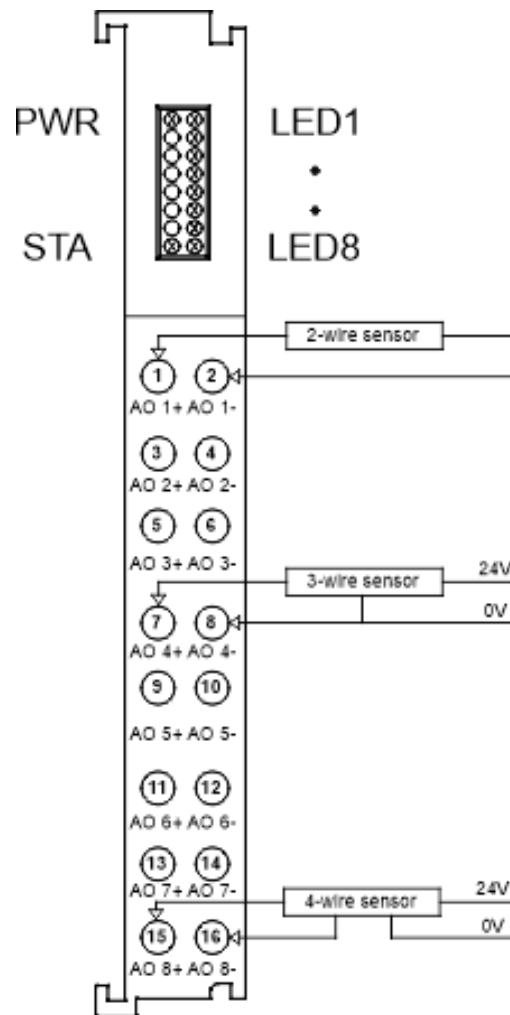 PWR
LED1
STA
LED8
2-wire sensor
1 2
AO 1+ AO 1-
3 4
AO 2+ AO 2-
5 6
AO 3+ AO 3-
3-wire sensor
24V
0V
7 8
AO 4+ AO 4-
9 10
AO 5+ AO 5-
11 12
AO 6+ AO 6-
13 14
AO 7+ AO 7-
4-wire sensor
24V
0V
15 16
AO 8+ AO 8-